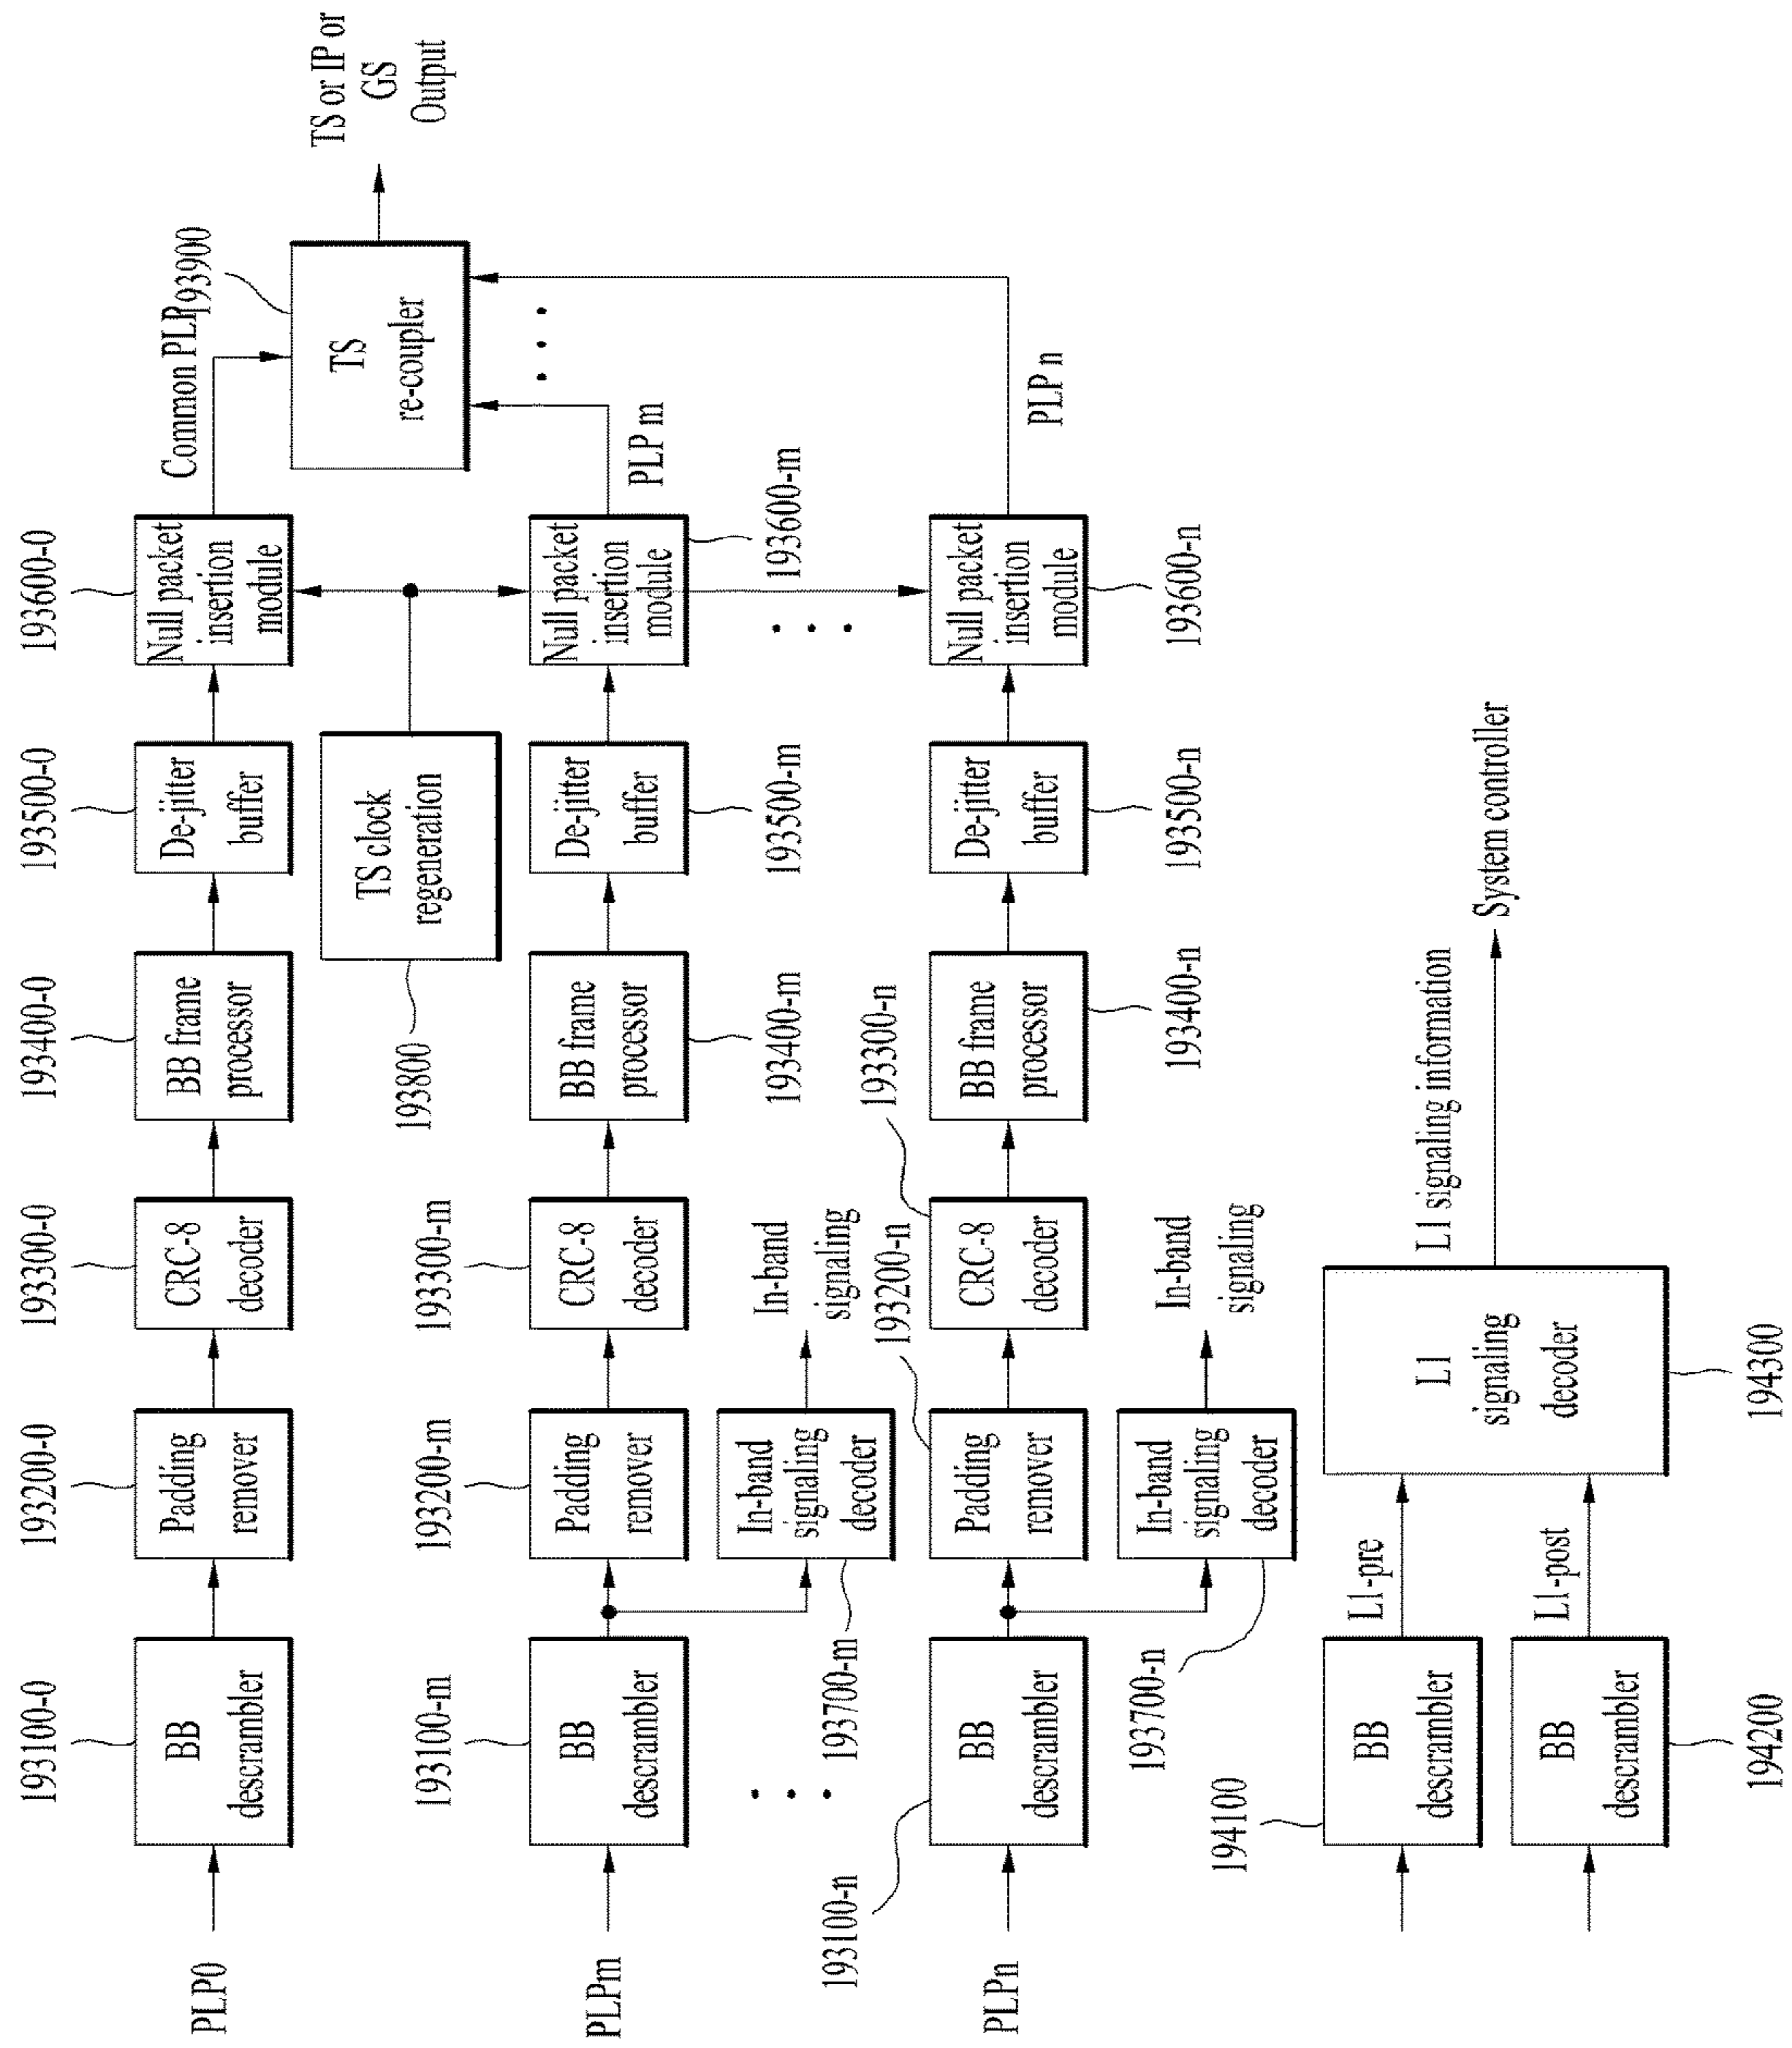 193100-0
193200-0
193300-0
193400-0
193500-0
193600-0
PLP0
BB
descrambler
Padding
remover
CRC-8
decoder
BB frame
processor
De-jitter
buffer
Null packet
insertion
module
Common PLP
193900
TS
re-coupler
TS or IP or
GS
Output
193800
TS clock
regeneration
193100-m
193200-m
193300-m
PLPm
BB
descrambler
Padding
remover
CRC-8
decoder
BB frame
processor
De-jitter
buffer
Null packet
insertion
module
PLP m
193400-m
193500-m
193600-m
193700-m
In-band
signaling
decoder
In-band
signaling
193100-n
193200-n
193300-n
PLPn
BB
descrambler
Padding
remover
CRC-8
decoder
BB frame
processor
De-jitter
buffer
Null packet
insertion
module
PLP n
193400-n
193500-n
193600-n
193700-n
In-band
signaling
decoder
In-band
signaling
194100
BB
descrambler
L1-pre
BB
descrambler
L1-post
194200
L1
signaling
decoder
194300
L1 signaling information
System controller